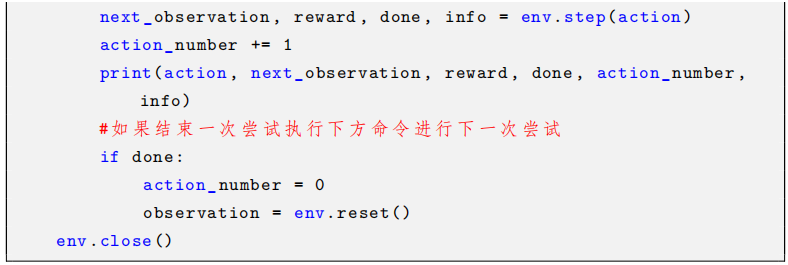 next_observation, reward, done, info = env.step(action)
action_number += 1
print(action, next_observation, reward, done, action_number,
info)
#如果结束一次尝试执行下方命令进行下一次尝试
if done:
action_number = 0
observation = env.reset()
env.close()